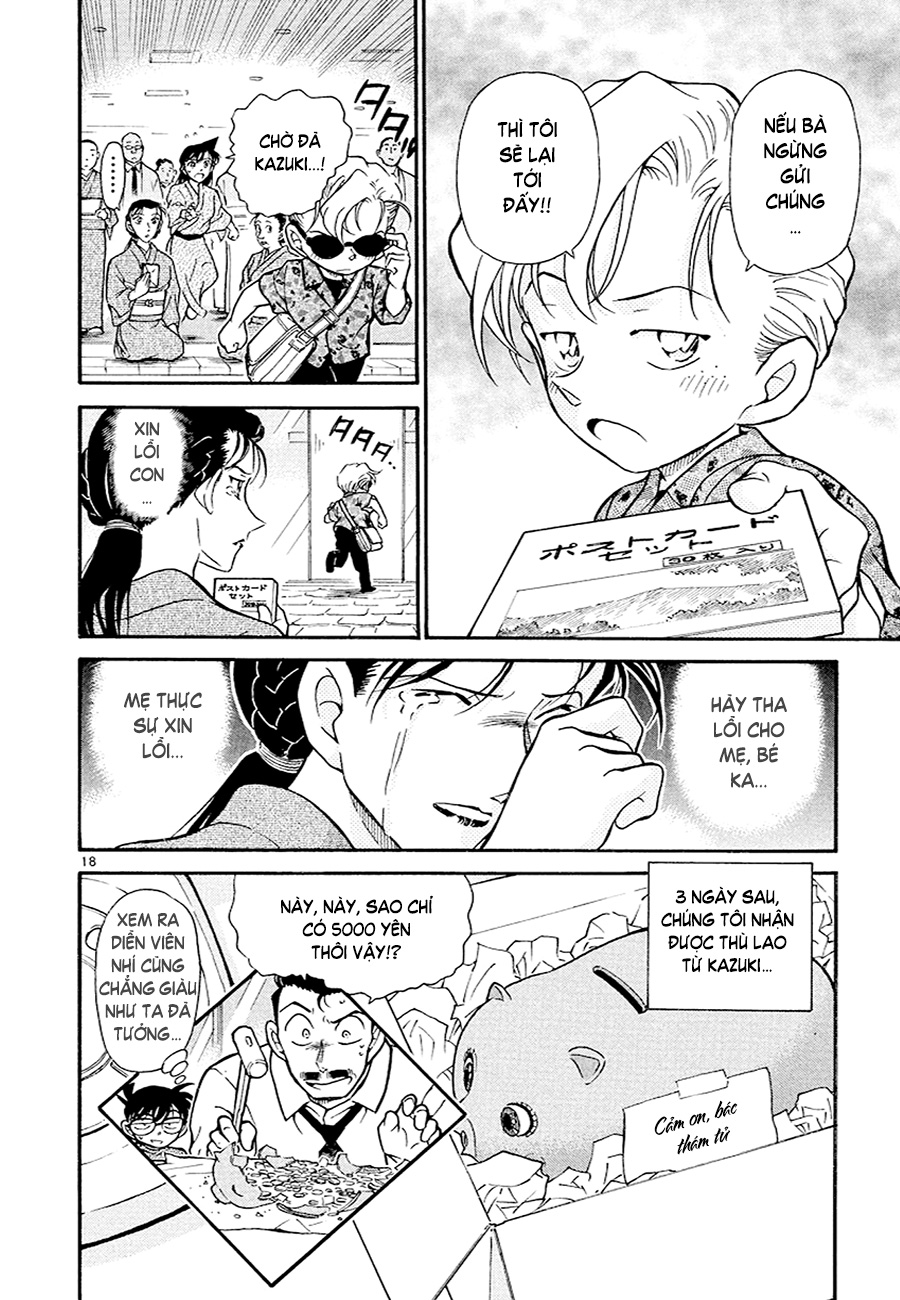 NẾU BÀ
NGỪNG
GỬI
CHÚNG
...
THÌ TÔI
SẼ LẠI
TỚI
ĐẤY!!
ポストカード
セット
30枚入り
CHỜ ĐÃ
KAZUKI...!
タタタ..
......
XIN
LỖI
CON
...
タタタ..
ポストカード
セット
MẸ THỰC
SỰ XIN
LỖI...
HÃY THA
LỖI CHO
MẸ, BÉ
KA...
18
3 NGÀY SAU,
CHÚNG TÔI NHẬN
ĐƯỢC THÙ LAO
TỪ KAZUKI...
NÀY, NÀY, SAO CHỈ
CÓ 5000 YÊN
THÔI VẬY!?
XEM RA
DIỄN VIÊN
NHÍ CŨNG
CHẲNG GIÀU
NHƯ TA ĐÃ
TƯỞNG...
Cảm ơn, bác
thám tử